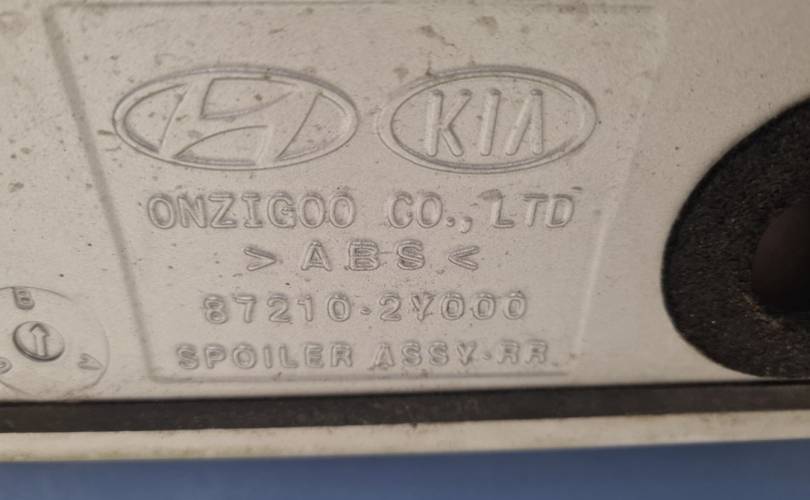 KIA
ONZIGOO CO., LTD
>ABS<
87210-2Y000
SPOILER ASSY-RR
B